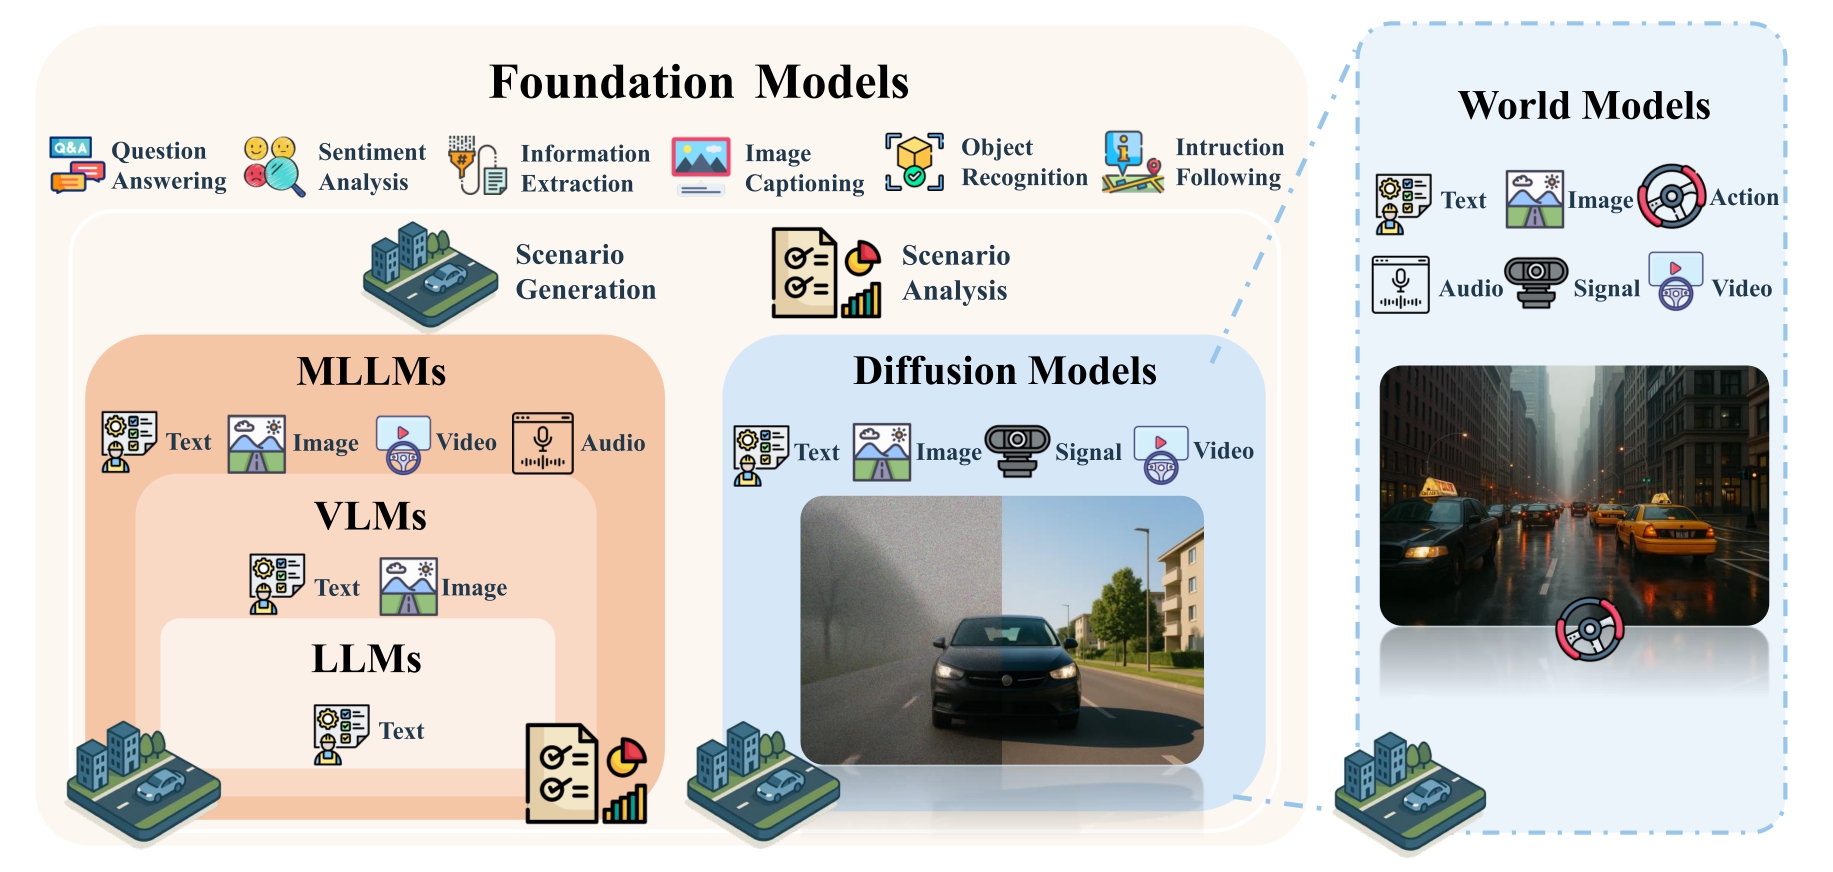 Foundation Models
Q&A
Question
Answering
Sentiment
Analysis
#
Information
Extraction
Image
Captioning
Object
Recognition
i
Intruction
Following
Scenario
Generation
Scenario
Analysis
MLLMs
Text
Image
Video
Audio
VLMs
Text
Image
LLMs
Text
Diffusion Models
Text
Image
Signal
Video
World Models
Text
Image
Action
Audio
Signal
Video